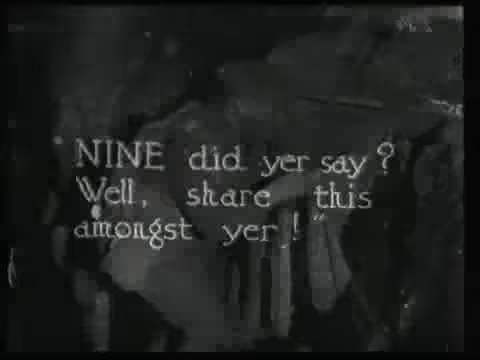 NINE did yer say?
Well, share this
amongst yer!"